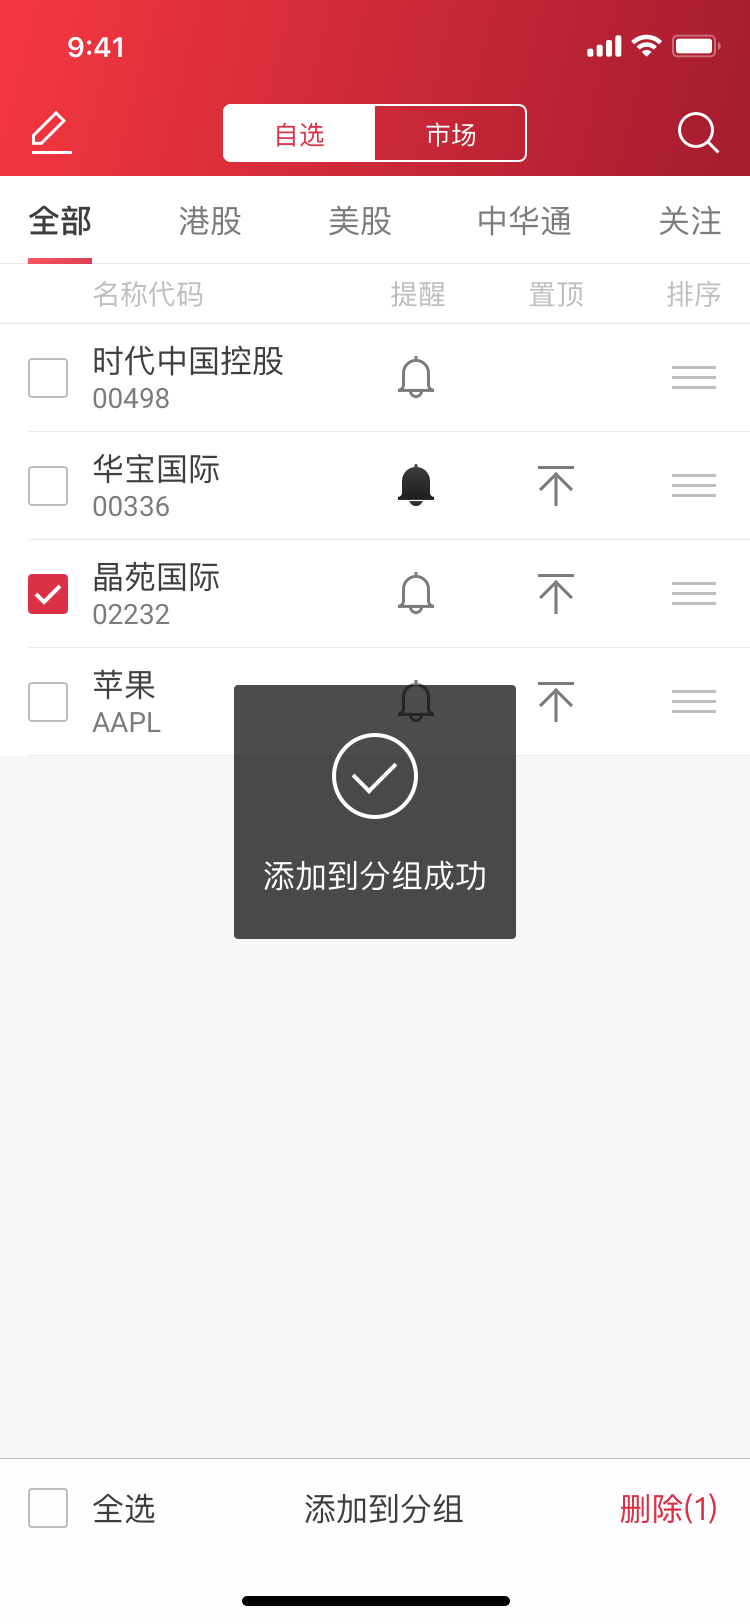 9:41
自选 市场
全部 港股 美股 中华通 关注
名称代码 提醒 置顶 排序
时代中国控股
00498
华宝国际
00336
晶苑国际
02232
苹果
AAPL
添加到分组成功
全选 添加到分组 删除(1)